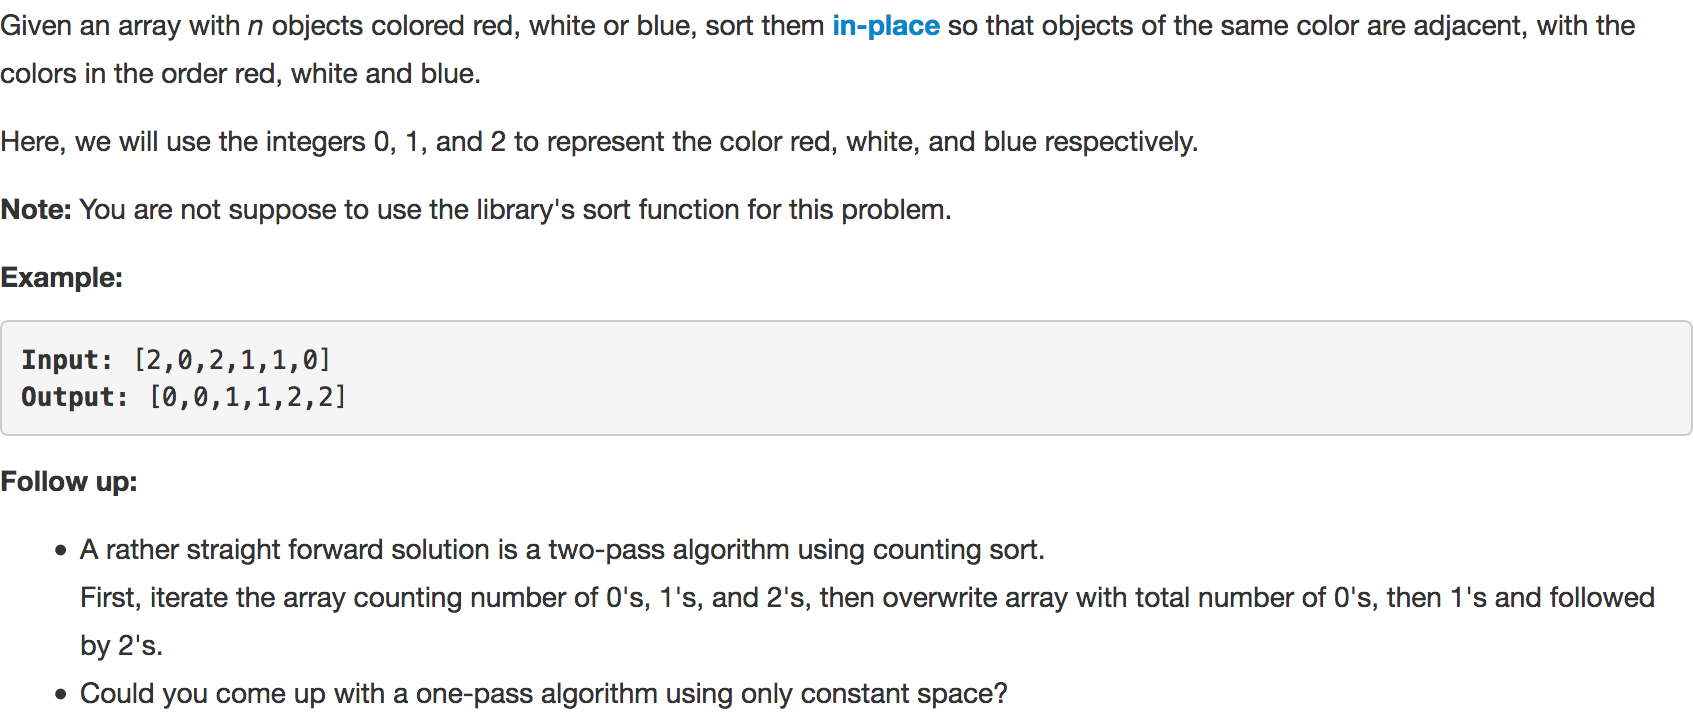 Given an array with n objects colored red, white or blue, sort them in-place so that objects of the same color are adjacent, with the
colors in the order red, white and blue.
Here, we will use the integers 0, 1, and 2 to represent the color red, white, and blue respectively.
Note: You are not suppose to use the library's sort function for this problem.
Example:
Input: [2,0,2,1,1,0]
Output: [0,0,1,1,2,2]
Follow up:
• A rather straight forward solution is a two-pass algorithm using counting sort.
First, iterate the array counting number of 0's, 1's, and 2's, then overwrite array with total number of 0's, then 1's and followed
by 2's.
• Could you come up with a one-pass algorithm using only constant space?